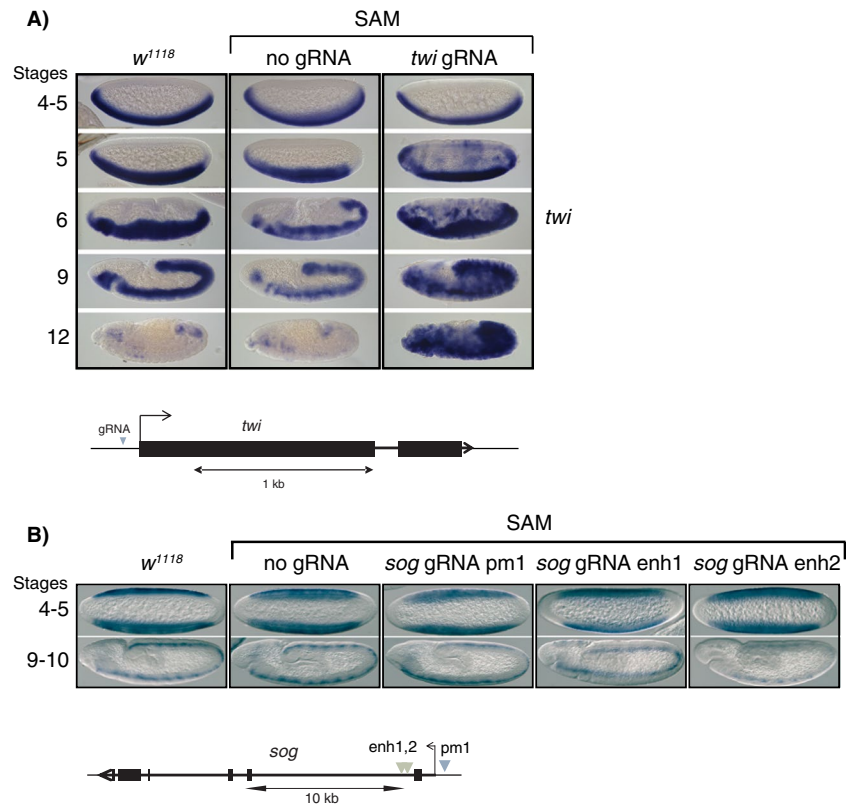 A)
SAM
w1118
no gRNA
twi gRNA
Stages
4-5
5
6
twi
9
12
gRNA
twi
1 kb
B)
SAM
w1118
no gRNA
sog gRNA pm1
sog gRNA enh1
sog gRNA enh2
Stages
4-5
9-10
sog
enh1,2
pm1
10 kb